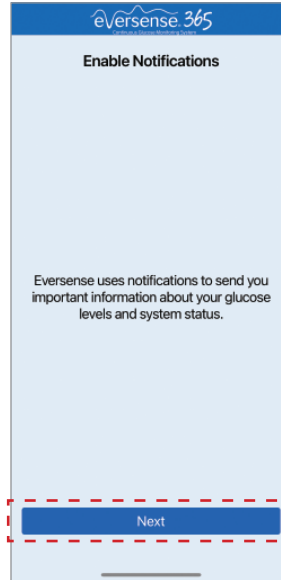 eversense 365
Continuous Glucose Monitoring System
Enable Notifications
Eversense uses notifications to send you
important information about your glucose
levels and system status.
Next